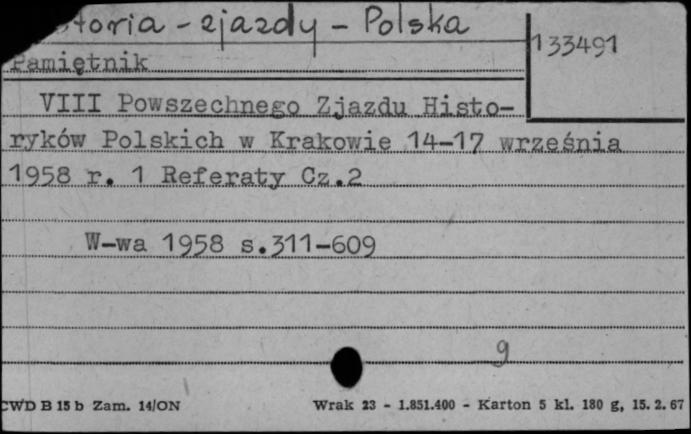 storia - zjazdy - Polska
133491
Pamiętnik
VIII Powszechnego Zjazdu Histo-
ryków Polskich w Krakowie 14-17 września
1958 r. 1 Referaty Cz.2
W-wa 1958 s.311-609
9
CWD B 15 b Zam. 14/ON
Wrak 23 - 1.851.400 - Karton 5 kl. 180 g, 15.2.67